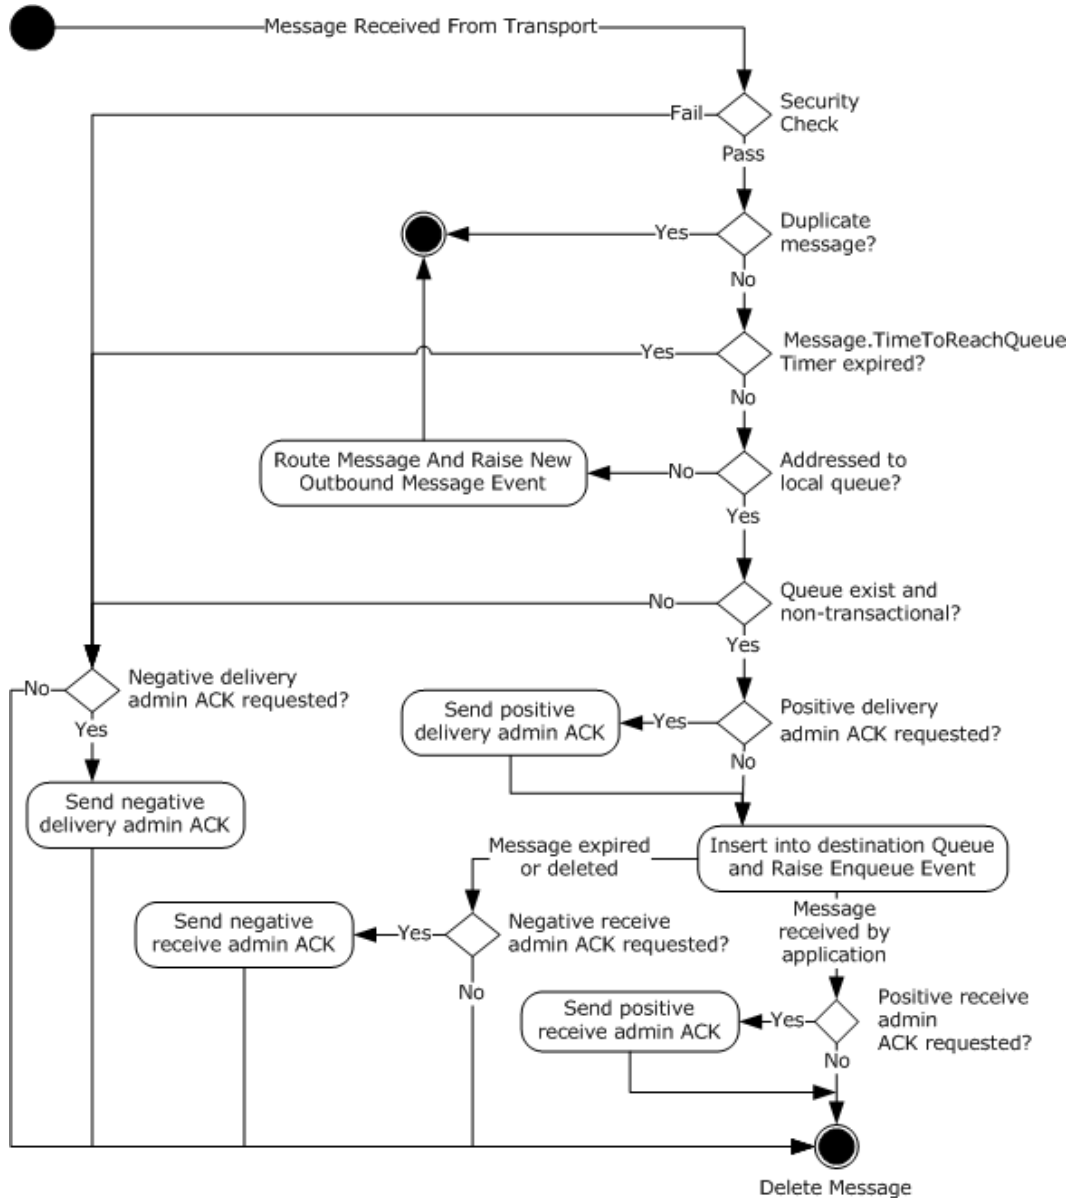 Message Received From Transport
Fail
Security
Check
Pass
Yes
Duplicate
message?
No
Yes
Message.TimeToReachQueue
Timer expired?
No
Route Message And Raise New
Outbound Message Event
No
Addressed to
local queue?
Yes
No
Queue exist and
non-transactional?
Yes
No
Negative delivery
admin ACK requested?
Yes
Send positive
delivery admin ACK
Yes
Positive delivery
admin ACK requested?
No
Send negative
delivery admin ACK
Message expired
or deleted
Insert into destination Queue
and Raise Enqueue Event
Send negative
receive admin ACK
Yes
Negative receive
admin ACK requested?
No
Message
received by
application
Send positive
receive admin ACK
Yes
Positive receive
admin
ACK requested?
No
Delete Message